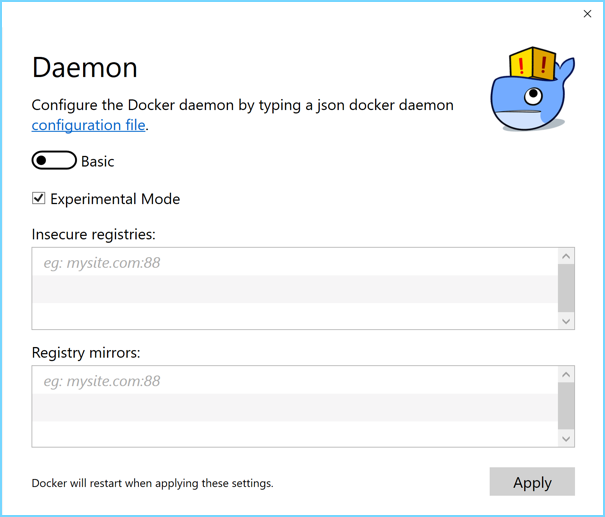 Daemon
Configure the Docker daemon by typing a json docker daemon
configuration file.
Basic
Experimental Mode
Insecure registries:
eg: mysite.com:88
Registry mirrors:
eg: mysite.com:88
Docker will restart when applying these settings.
Apply